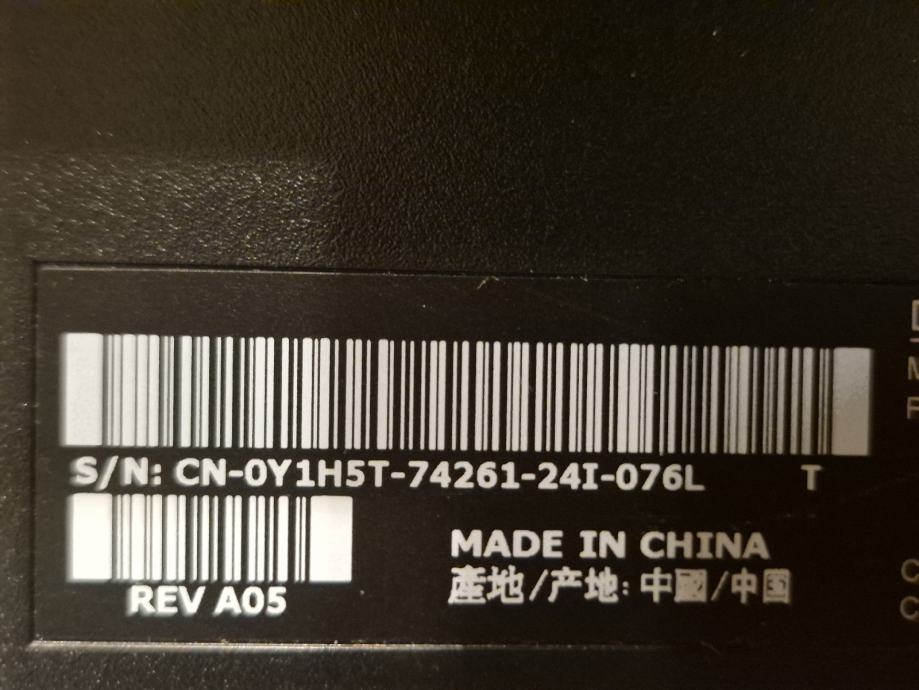 S/N: CN-0Y1H5T-74261-24I-076L T
REV A05
MADE IN CHINA
產地/产地: 中國/中国